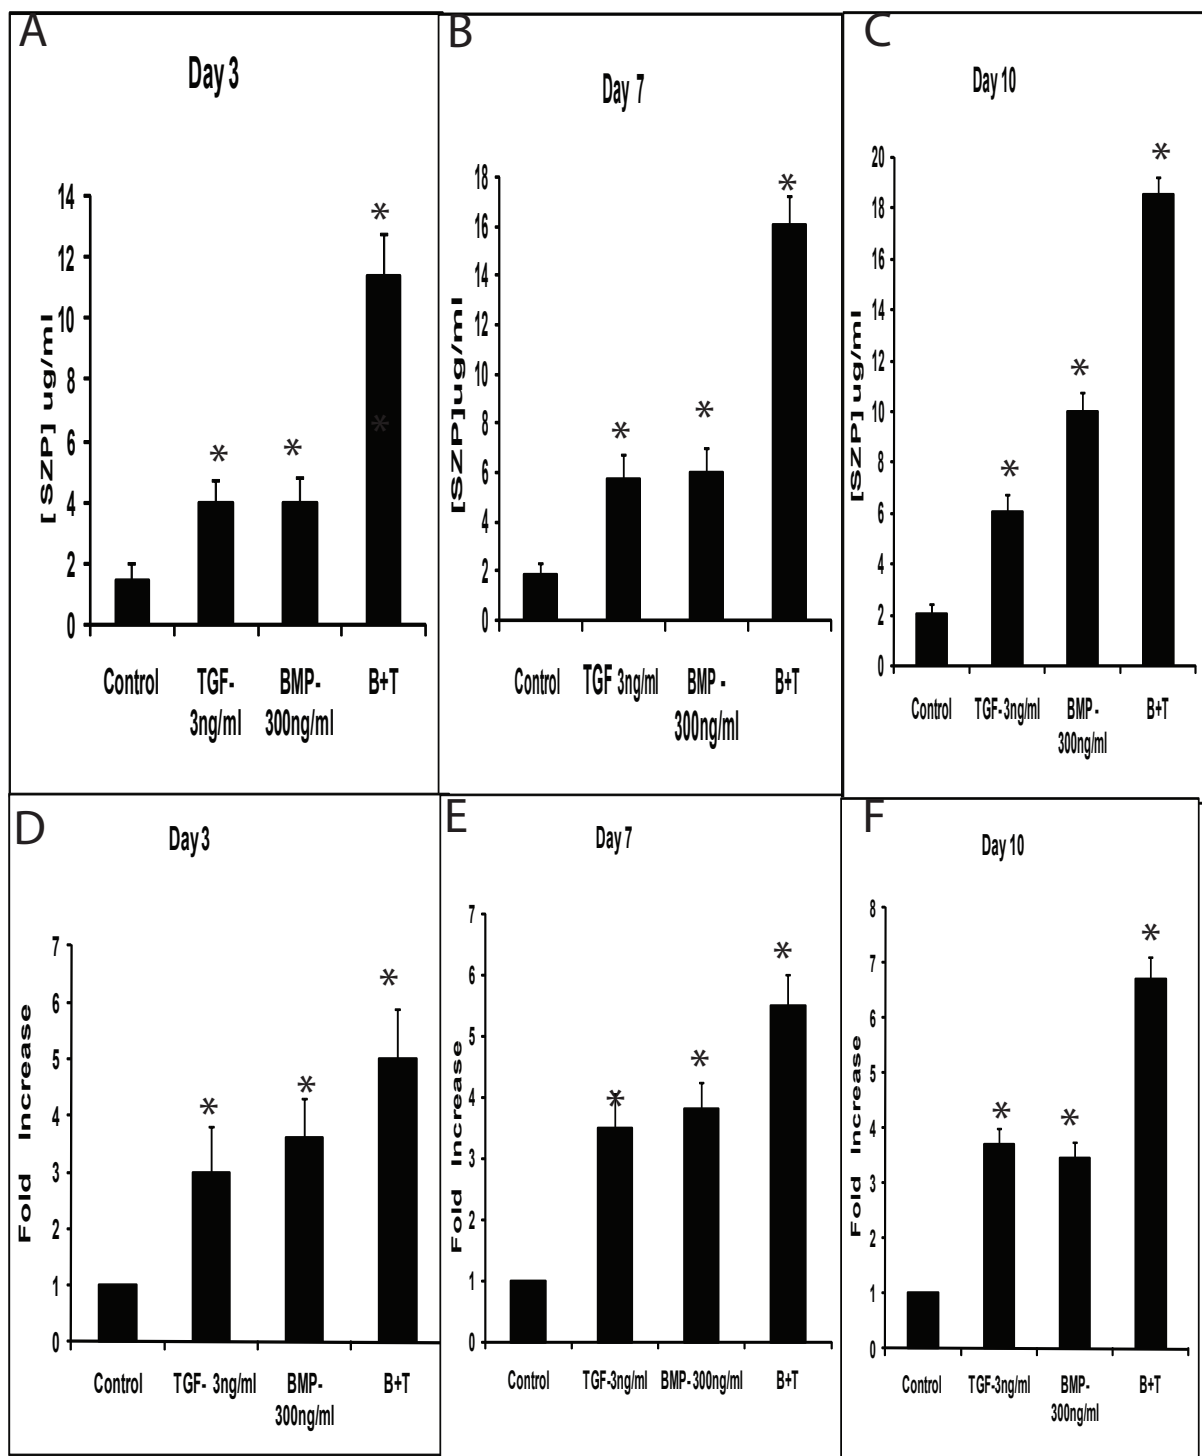 A
Day 3
[ SZP] ug/ml
14
12
10
8
6
4
2
0
*
*
*
*
Control
TGF-
3ng/ml
BMP-
300ng/ml
B+T
B
Day 7
[SZP]ug/ml
18
16
14
12
10
8
6
4
2
0
*
*
*
Control
TGF 3ng/ml
BMP -
300ng/ml
B+T
C
Day 10
[SZP] ug/ml
20
18
16
14
12
10
8
6
4
2
0
*
*
*
Control
TGF- 3ng/ml
BMP -
300ng/ml
B+T
D
Day 3
Fold Increase
7
6
5
4
3
2
1
0
*
*
*
Control
TGF- 3ng/ml
BMP-
300ng/ml
B+T
E
Day 7
Fold Increase
7
6
5
4
3
2
1
0
*
*
*
Control
TGF-3ng/ml
BMP- 300ng/ml
B+T
F
Day 10
Fold Increase
8
7
6
5
4
3
2
1
0
*
*
*
Control
TGF-3ng/ml
BMP-
300ng/ml
B+T